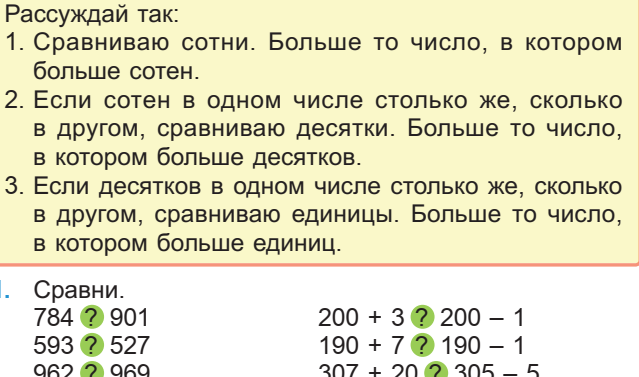 Рассуждай так:
1. Сравниваю сотни. Больше то число, в котором
больше сотен.
2. Если сотен в одном числе столько же, сколько
в другом, сравниваю десятки. Больше то число,
в котором больше десятков.
3. Если десятков в одном числе столько же, сколько
в другом, сравниваю единицы. Больше то число,
в котором больше единиц.
1. Сравни.
784 ? 901 200 + 3 ? 200 – 1
593 ? 527 190 + 7 ? 190 – 1
962 ? 969 307 + 20 ? 305 – 5